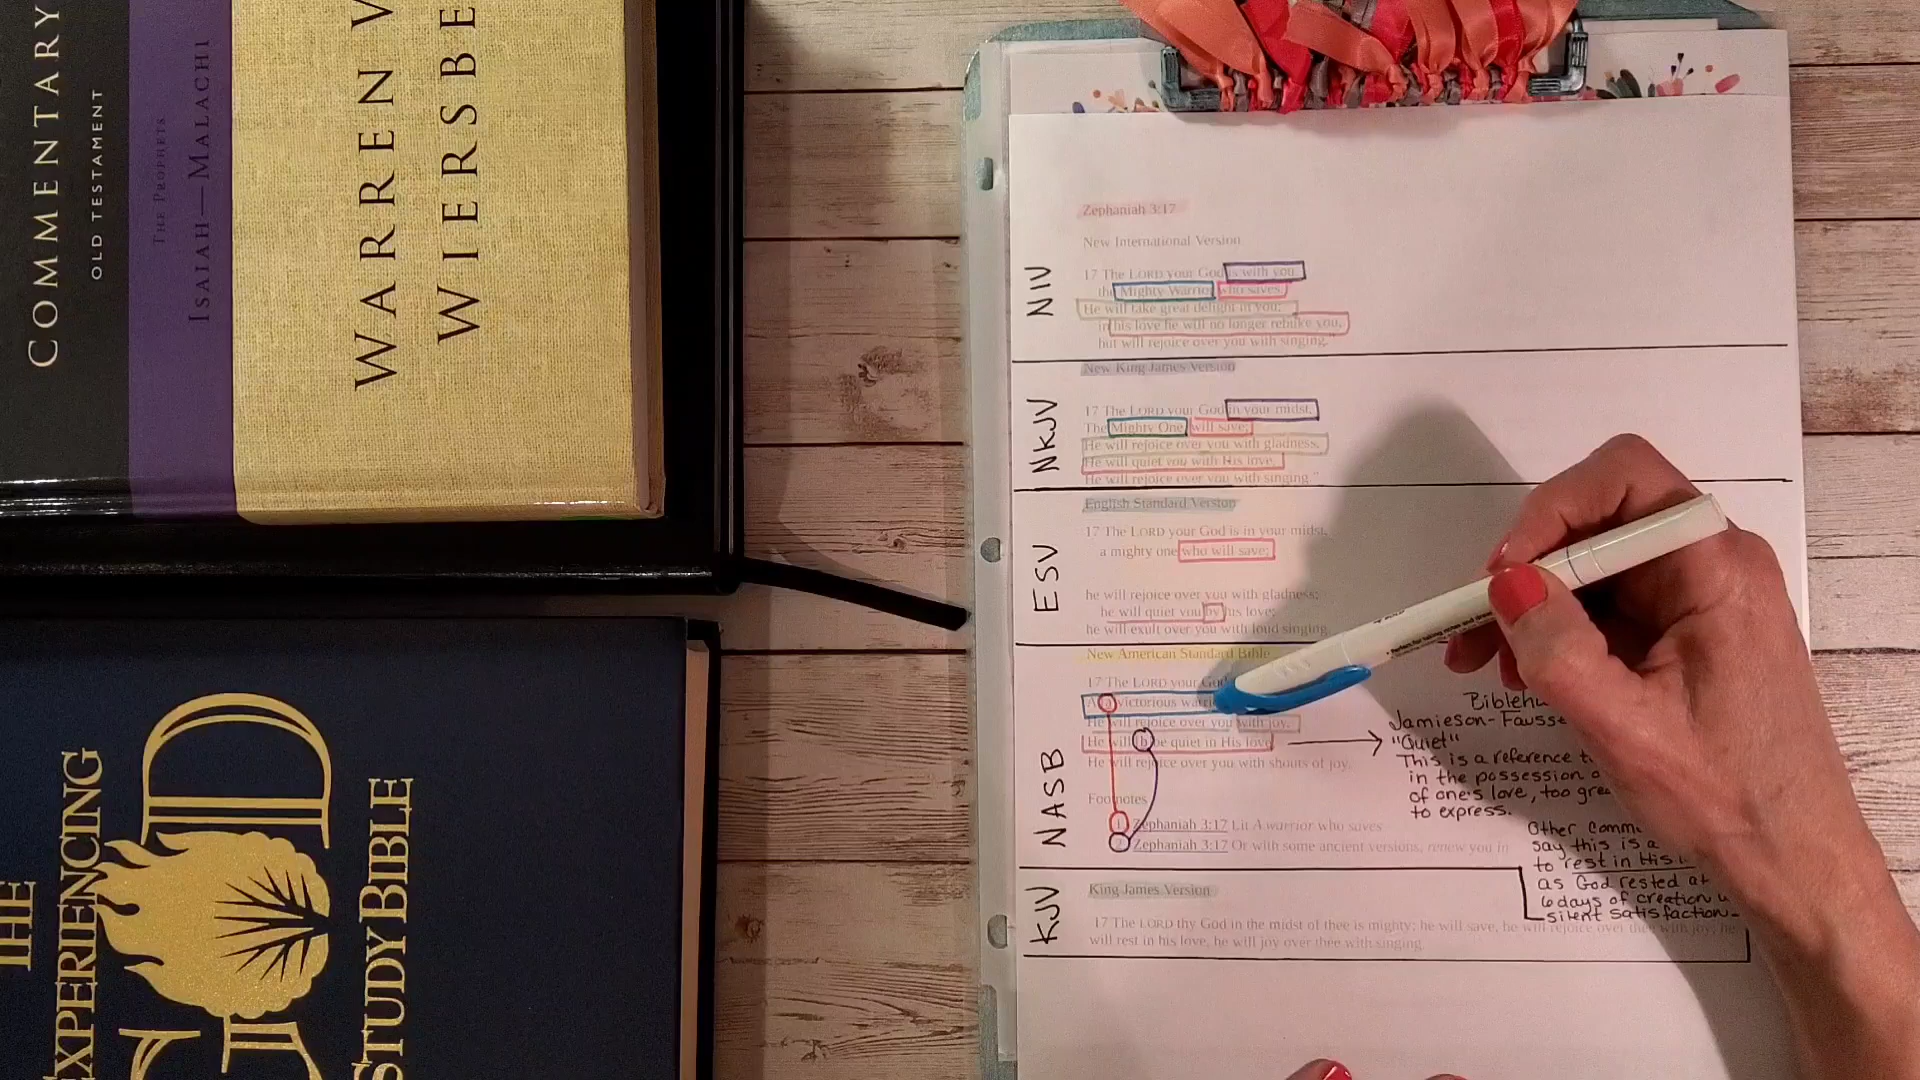 COMMENTARY
OLD TESTAMENT
THE PROPHETS
ISAIAH—MALACHI
WARREN W
WIERSBE
THE
EXPERIENCING
GOD
STUDY BIBLE
Zephaniah 3:17
NIV
New International Version
17 The LORD your God is with you,
the Mighty Warrior who saves.
He will take great delight in you;
in his love he will no longer rebuke you,
but will rejoice over you with singing."
NKJV
New King James Version
17 The LORD your God in your midst,
The Mighty One, will save;
He will rejoice over you with gladness,
He will quiet you with His love,
He will rejoice over you with singing."
ESV
English Standard Version
17 The LORD your God is in your midst,
a mighty one who will save;
he will rejoice over you with gladness;
he will quiet you by his love;
he will exult over you with loud singing.
NASB
New American Standard Bible
17 The LORD your God
A a victorious
He will rejoice over you with joy,
He will b be quiet in His love,
He will rejoice over you with shouts of joy.
Footnotes
1 Zephaniah 3:17 Lit A warrior who saves
2 Zephaniah 3:17 Or with some ancient versions, renew you in
Jamieson-Fausse
"Quiet"
This is a reference t
in the possession o
of one's love, too grea
to express.
Other Comm
say this is a
to rest in His
as God rested at
6 days of creation
silent satisfaction-
KJV
King James Version
17 The LORD thy God in the midst of thee is mighty; he will save, he will rejoice over thee with joy; he
will rest in his love, he will joy over thee with singing.